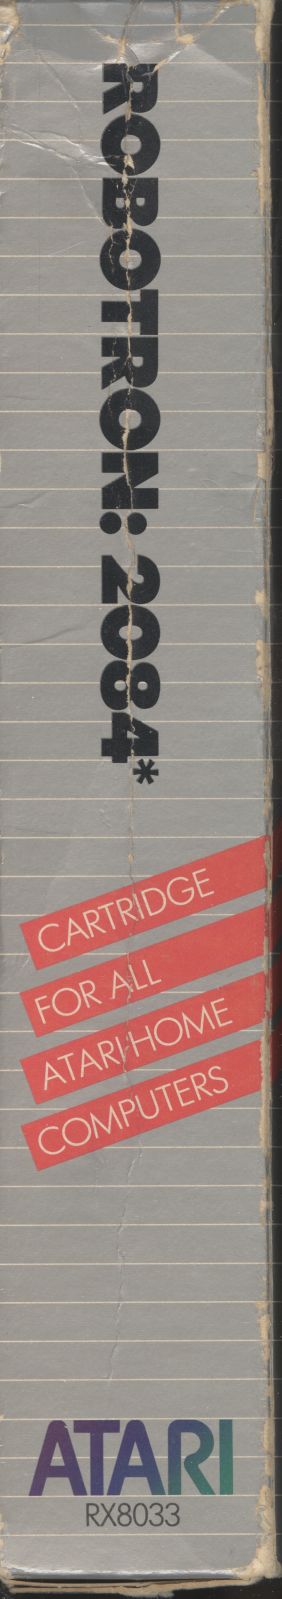 ROBOTRON: 2084*
CARTRIDGE
FOR ALL
ATARI HOME
COMPUTERS
ATARI
RX8033